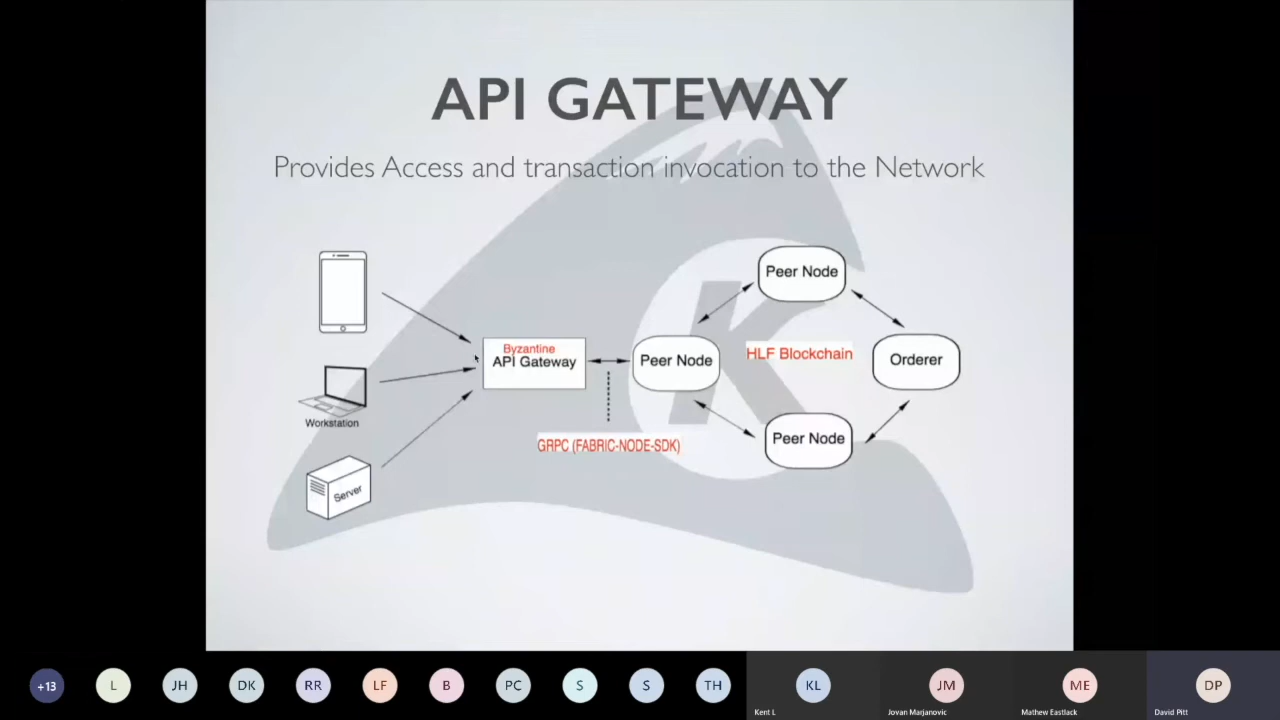 API GATEWAY
Provides Access and transaction invocation to the Network
Peer Node
Byzantine
API Gateway
Peer Node
HLF Blockchain
Orderer
Workstation
GRPC (FABRIC-NODE-SDK)
Peer Node
Server
K
+13
L
JH
DK
RR
LF
B
PC
S
S
TH
KL
JM
ME
DP
Kent L
Jovan Marjanovic
Mathew Eastlack
David Pitt